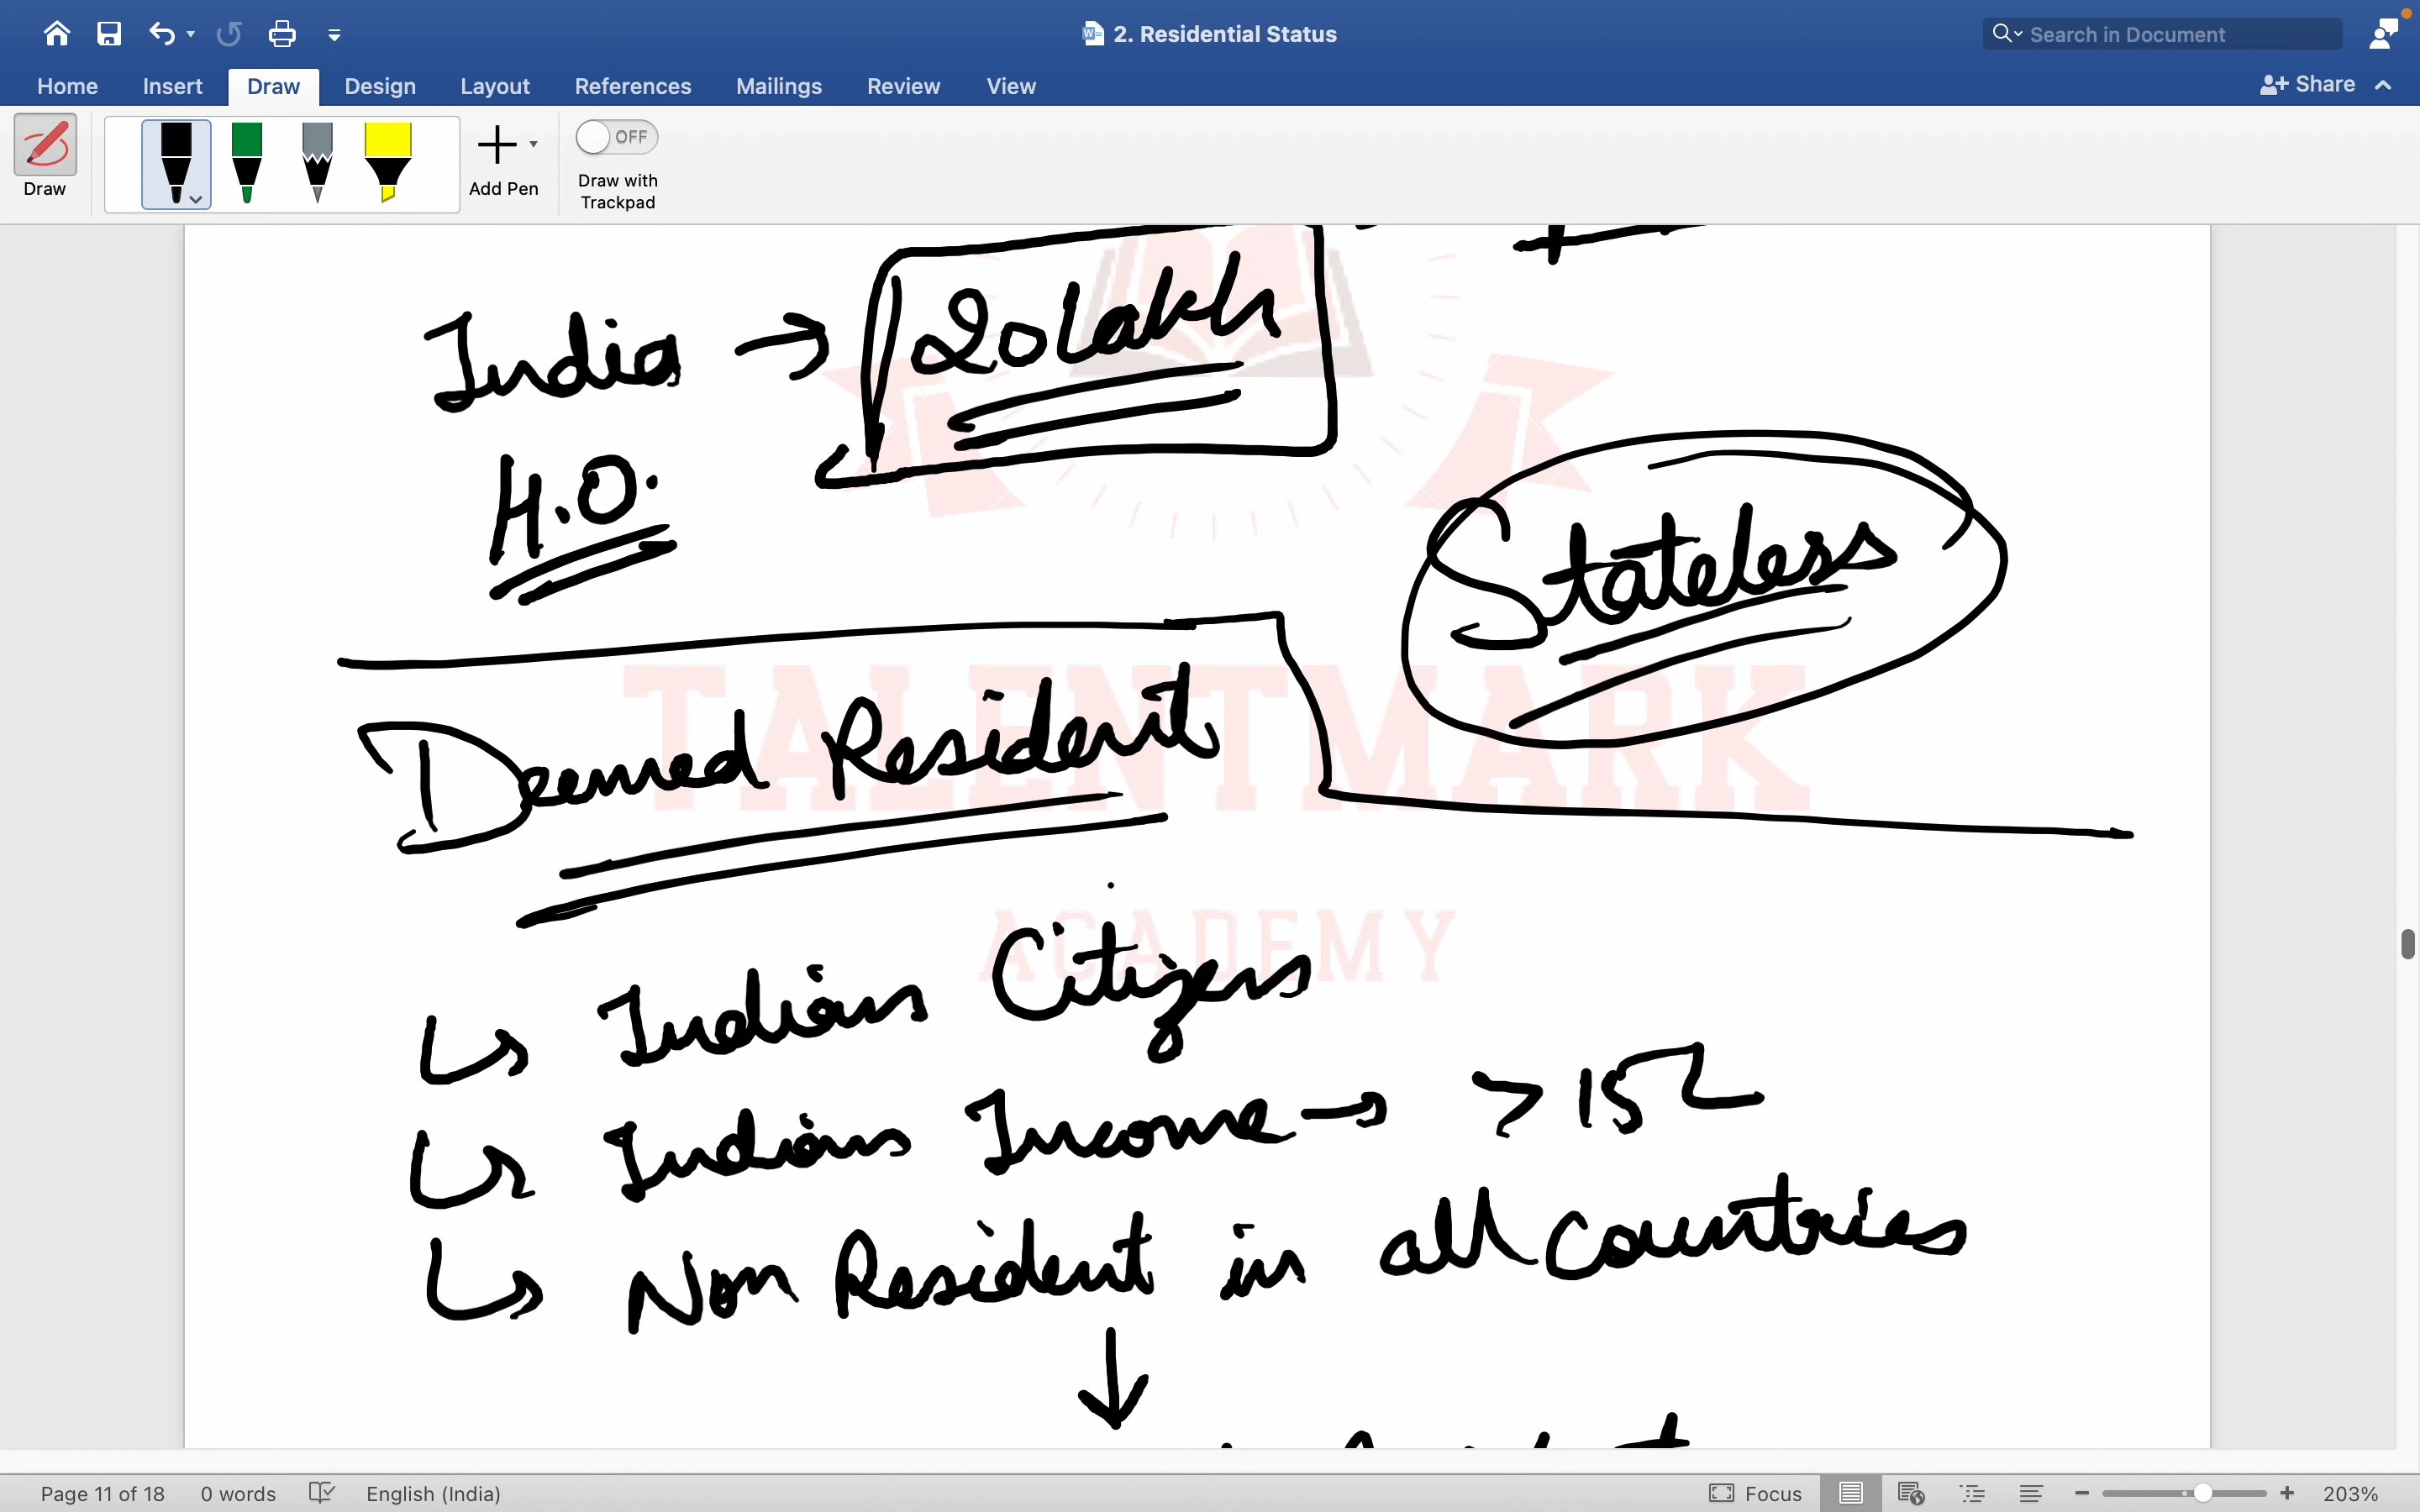 2. Residential Status
Search in Document
Home Insert Draw Design Layout References Mailings Review View
Share
Draw
Add Pen
OFF
Draw with
Trackpad
India → 20 Lakh
H.O.
Stateless
Deemed Resident
TALENTMARK
ACADEMY
↳ Indian Citizens
↳ Indian Income → > 15L
↳ Non Resident in all countries
↓
Page 11 of 18 0 words English (India) Focus 203%